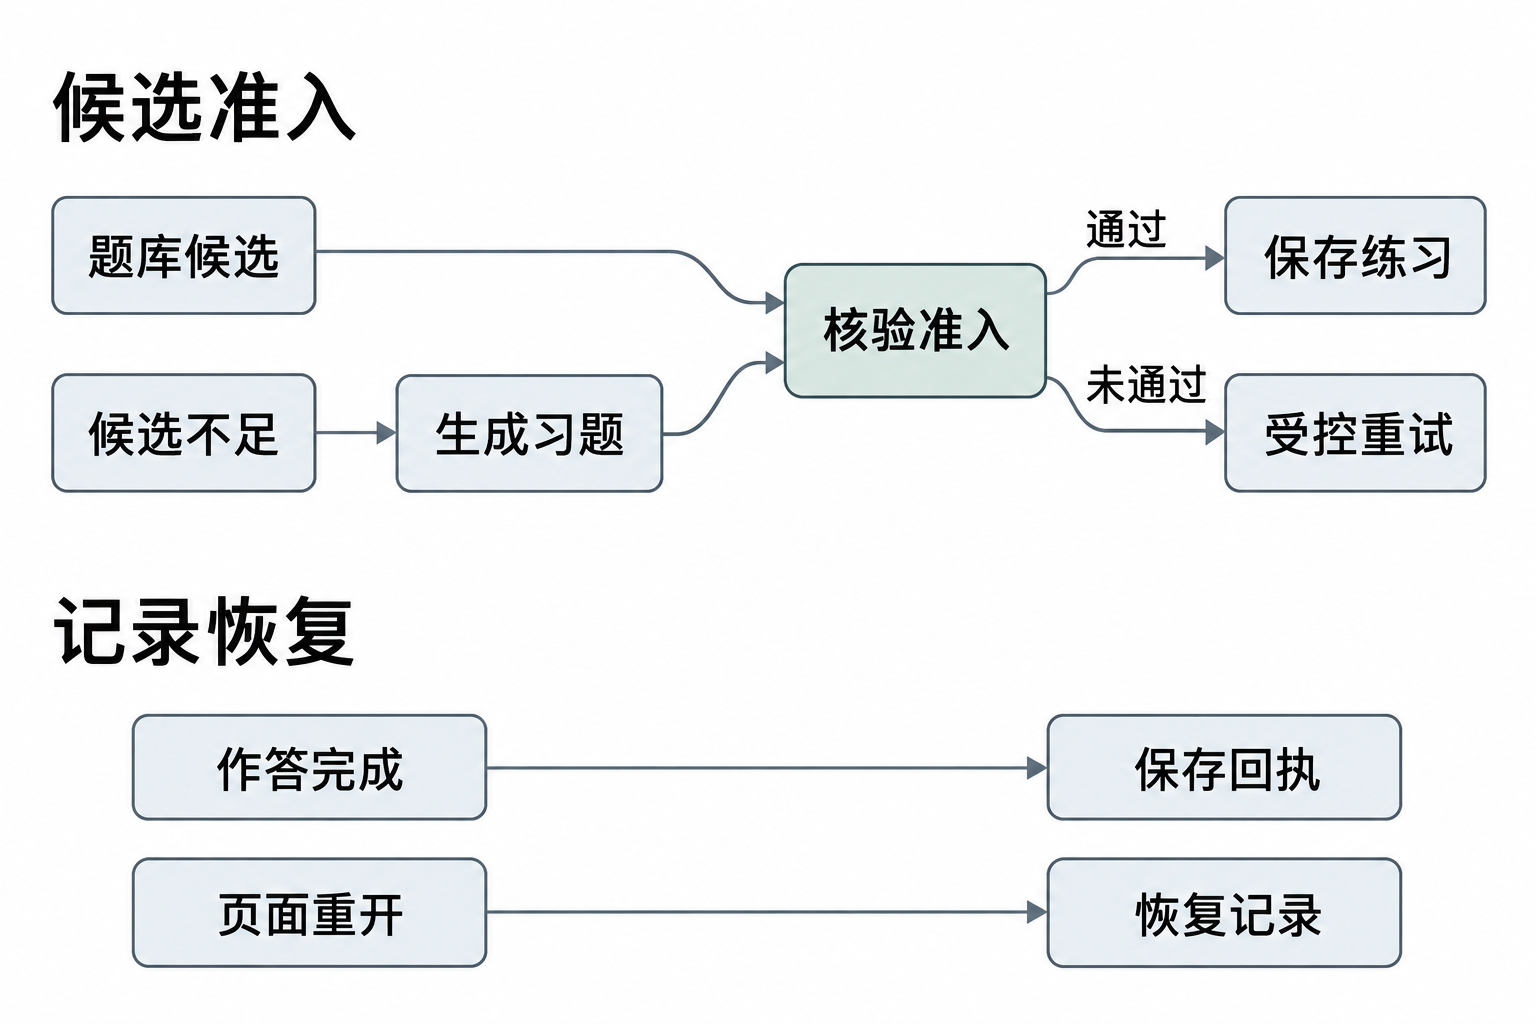 候选准入
题库候选
通过
保存练习
核验准入
候选不足
生成习题
未通过
受控重试
记录恢复
作答完成
保存回执
页面重开
恢复记录